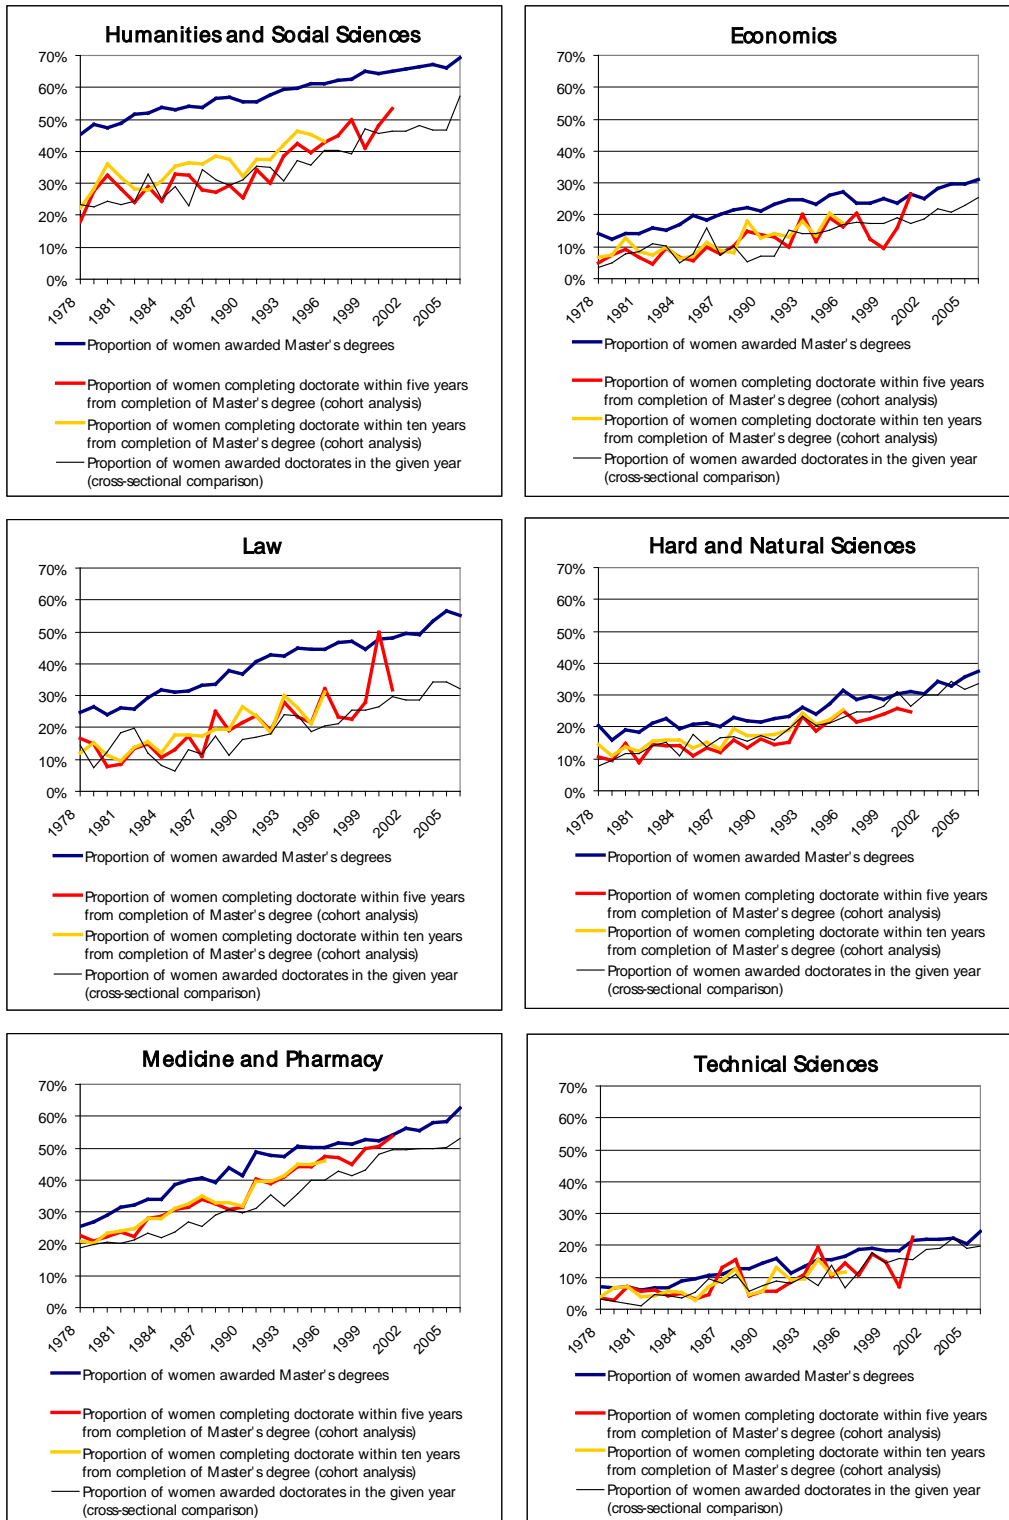 Humanities and Social Sciences
70%
60%
50%
40%
30%
20%
10%
0%
1978 1981 1984 1987 1990 1993 1996 1999 2002 2005
Proportion of women awarded Master's degrees
Proportion of women completing doctorate within five years
from completion of Master's degree (cohort analysis)
Proportion of women completing doctorate within ten years
from completion of Master's degree (cohort analysis)
Proportion of women awarded doctorates in the given year
(cross-sectional comparison)
Economics
70%
60%
50%
40%
30%
20%
10%
0%
1978 1981 1984 1987 1990 1993 1996 1999 2002 2005
Proportion of women awarded Master's degrees
Proportion of women completing doctorate within five years
from completion of Master's degree (cohort analysis)
Proportion of women completing doctorate within ten years
from completion of Master's degree (cohort analysis)
Proportion of women awarded doctorates in the given year
(cross-sectional comparison)
Law
70%
60%
50%
40%
30%
20%
10%
0%
1978 1981 1984 1987 1990 1993 1996 1999 2002 2005
Proportion of women awarded Master's degrees
Proportion of women completing doctorate within five years
from completion of Master's degree (cohort analysis)
Proportion of women completing doctorate within ten years
from completion of Master's degree (cohort analysis)
Proportion of women awarded doctorates in the given year
(cross-sectional comparison)
Hard and Natural Sciences
70%
60%
50%
40%
30%
20%
10%
0%
1978 1981 1984 1987 1990 1993 1996 1999 2002 2005
Proportion of women awarded Master's degrees
Proportion of women completing doctorate within five years
from completion of Master's degree (cohort analysis)
Proportion of women completing doctorate within ten years
from completion of Master's degree (cohort analysis)
Proportion of women awarded doctorates in the given year
(cross-sectional comparison)
Medicine and Pharmacy
70%
60%
50%
40%
30%
20%
10%
0%
1978 1981 1984 1987 1990 1993 1996 1999 2002 2005
Proportion of women awarded Master's degrees
Proportion of women completing doctorate within five years
from completion of Master's degree (cohort analysis)
Proportion of women completing doctorate within ten years
from completion of Master's degree (cohort analysis)
Proportion of women awarded doctorates in the given year
(cross-sectional comparison)
Technical Sciences
70%
60%
50%
40%
30%
20%
10%
0%
1978 1981 1984 1987 1990 1993 1996 1999 2002 2005
Proportion of women awarded Master's degrees
Proportion of women completing doctorate within five years
from completion of Master's degree (cohort analysis)
Proportion of women completing doctorate within ten years
from completion of Master's degree (cohort analysis)
Proportion of women awarded doctorates in the given year
(cross-sectional comparison)